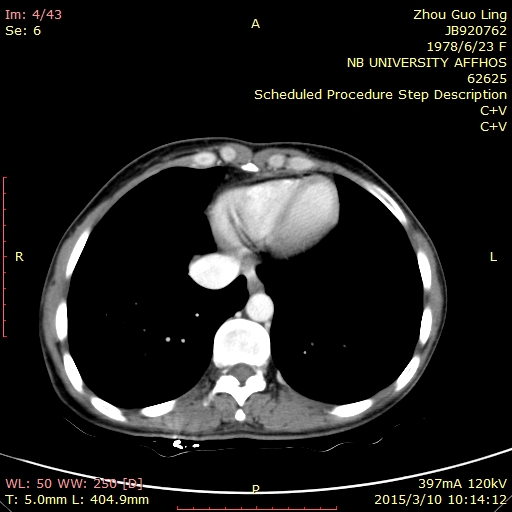 Im: 4/43
Se: 6
A
Zhou Guo Ling
JB920762
1978/6/23 F
NB UNIVERSITY AFFHOS
62625
Scheduled Procedure Step Description
C+V
C+V
R
L
WL: 50 WW: 250 [D]
T: 5.0mm L: 404.9mm
P
397mA 120kV
2015/3/10 10:14:12